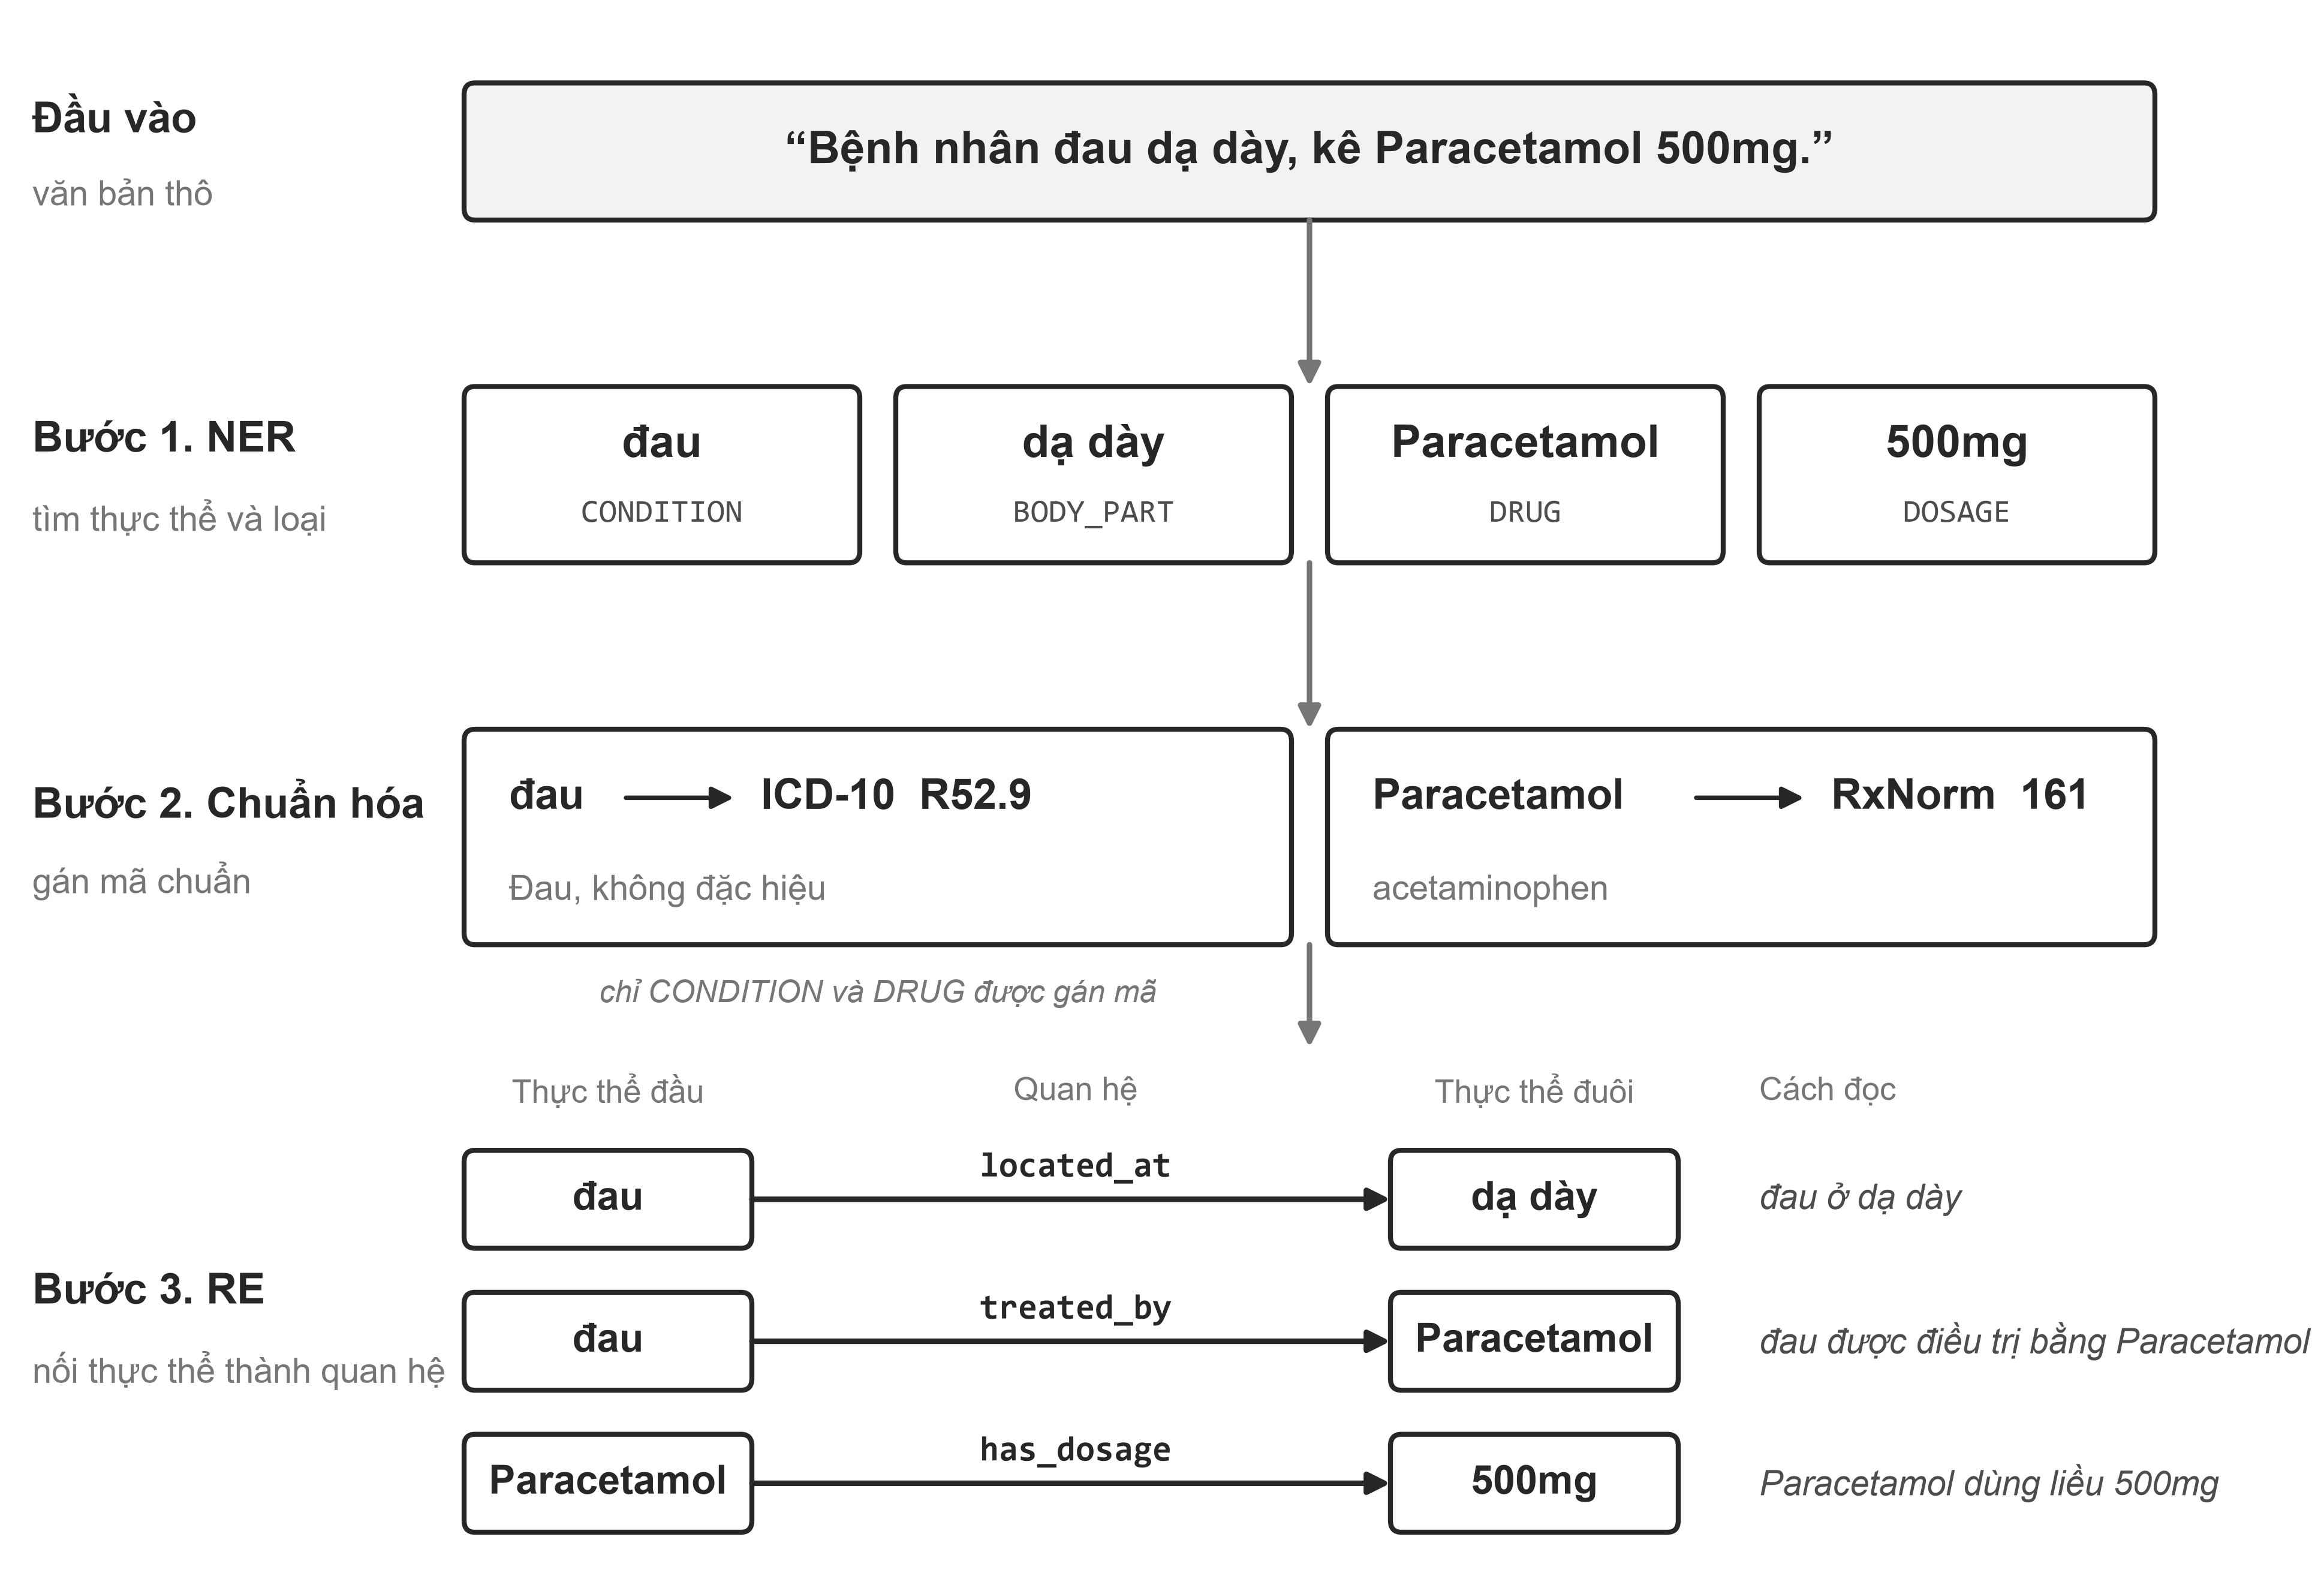 Đầu vào
văn bản thô
“Bệnh nhân đau dạ dày, kê Paracetamol 500mg.”
Bước 1. NER
tìm thực thể và loại
đau
CONDITION
dạ dày
BODY_PART
Paracetamol
DRUG
500mg
DOSAGE
Bước 2. Chuẩn hóa
gán mã chuẩn
đau ICD-10 R52.9
Đau, không đặc hiệu
Paracetamol RxNorm 161
acetaminophen
chỉ CONDITION và DRUG được gán mã
Thực thể đầu Quan hệ Thực thể đuôi Cách đọc
Bước 3. RE
nối thực thể thành quan hệ
đau located_at dạ dày đau ở dạ dày
đau treated_by Paracetamol đau được điều trị bằng Paracetamol
Paracetamol has_dosage 500mg Paracetamol dùng liều 500mg